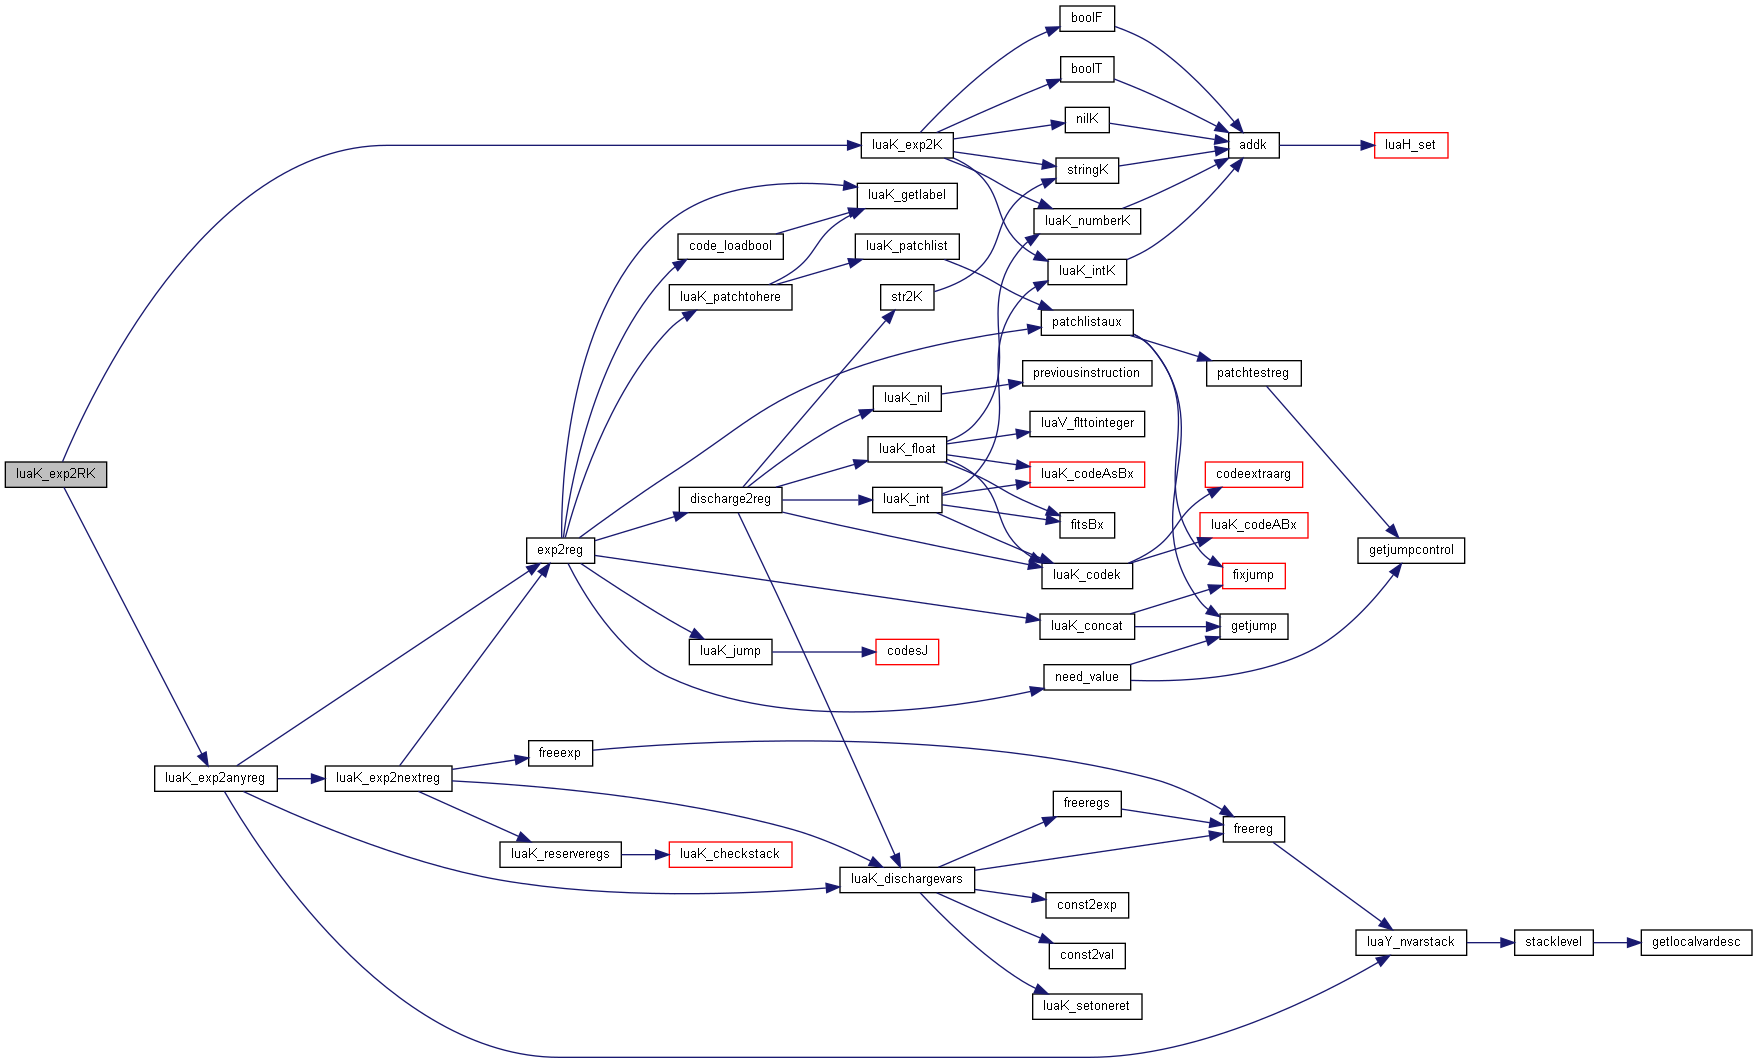 boolF
boolT
nilK
luaK_exp2K
addk
luaH_set
stringK
luaK_getlabel
luaK_numberK
code_loadbool
luaK_patchlist
luaK_intK
luaK_patchtohere
str2K
patchlistaux
previousinstruction
patchtestreg
luaK_nil
luaV_flttointeger
luaK_float
luaK_exp2RK
luaK_codeAsBx
codeextraarg
discharge2reg
luaK_int
fitsBx
luaK_codeABx
exp2reg
getjumpcontrol
luaK_codek
fixjump
luaK_concat
getjump
luaK_jump
codesJ
need_value
freeexp
luaK_exp2anyreg
luaK_exp2nextreg
freeregs
freereg
luaK_reserveregs
luaK_checkstack
luaK_dischargevars
const2exp
luaY_nvarstack
stacklevel
getlocalvardesc
const2val
luaK_setoneret